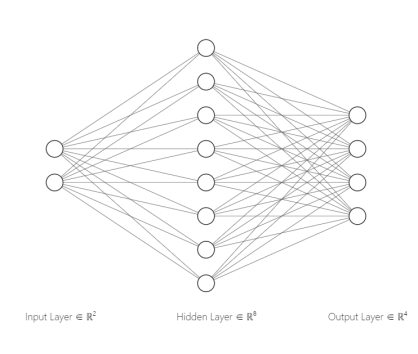 Input Layer ∈ ℝ² Hidden Layer ∈ ℝ⁸ Output Layer ∈ ℝ⁴